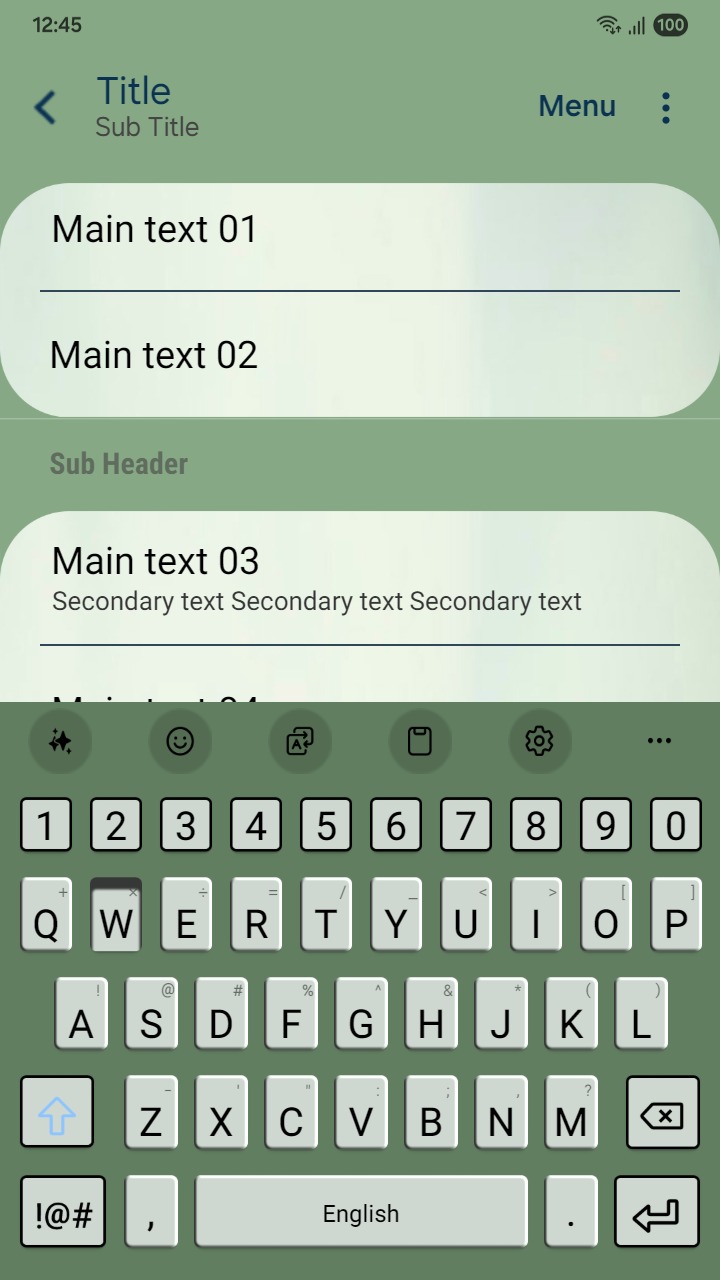 12:45
100
Title
Sub Title
Menu
Main text 01
Main text 02
Sub Header
Main text 03
Secondary text Secondary text Secondary text
1 2 3 4 5 6 7 8 9 0
+ × ÷ = / _ < > [ ]
Q W E R T Y U I O P
! @ # % ^ & * ( )
A S D F G H J K L
- ' " : ; , ?
Z X C V B N M
!@# , English .